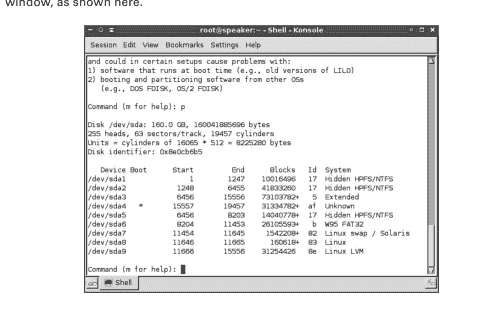 window, as shown here.
root@speaker:~ - Shell - Konsole
Session Edit View Bookmarks Settings Help
and could in certain setups cause problems with:
1) software that runs at boot time (e.g., old versions of LILO)
2) booting and partitioning software from other OSs
(e.g., DOS FDISK, OS/2 FDISK)
Command (m for help): p
Disk /dev/sda: 160.0 GB, 160041885696 bytes
255 heads, 63 sectors/track, 19457 cylinders
Units = cylinders of 16065 * 512 = 8225280 bytes
Disk identifier: 0x8e0cb6b5
Device Boot Start End Blocks Id System
/dev/sda1 1 1247 10016496 17 Hidden HPFS/NTFS
/dev/sda2 1248 6455 41833260 17 Hidden HPFS/NTFS
/dev/sda3 6456 15556 73103782+ 5 Extended
/dev/sda4 * 15557 19457 31334782+ af Unknown
/dev/sda5 6456 8203 14040778+ 17 Hidden HPFS/NTFS
/dev/sda6 8204 11453 26105593+ b W95 FAT32
/dev/sda7 11454 11645 1542208+ 82 Linux swap / Solaris
/dev/sda8 11646 11665 160618+ 83 Linux
/dev/sda9 11666 15556 31254426 8e Linux LVM
Command (m for help):
Shell